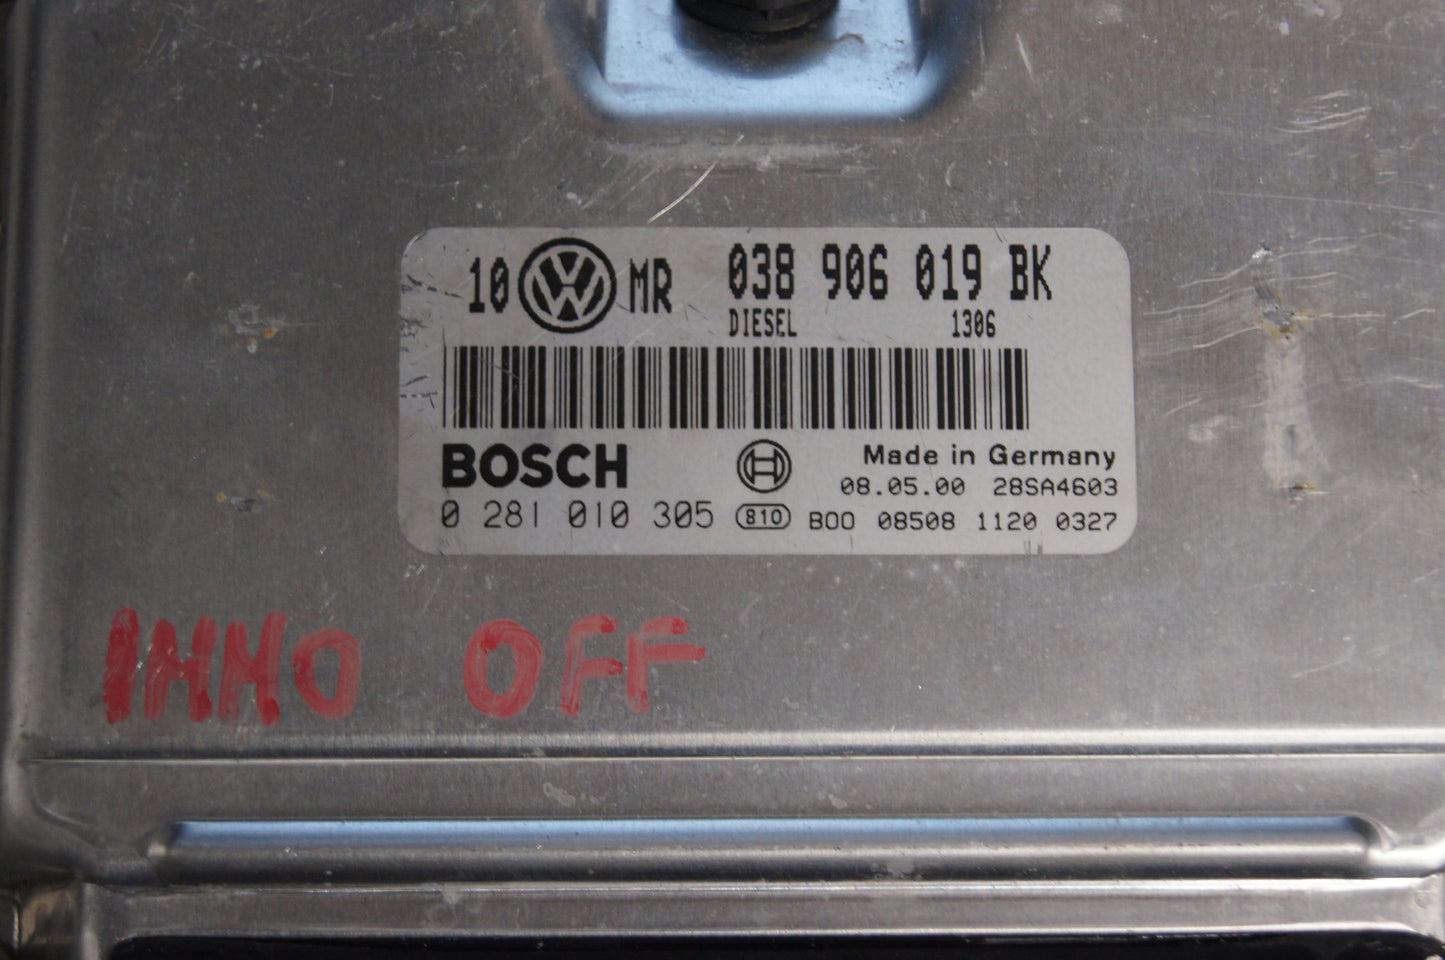 10 VW MR 038 906 019 BK
DIESEL 1306
BOSCH Made in Germany
08.05.00 28SA4603
0 281 010 305 810 B00 08508 1120 0327
IMMO OFF